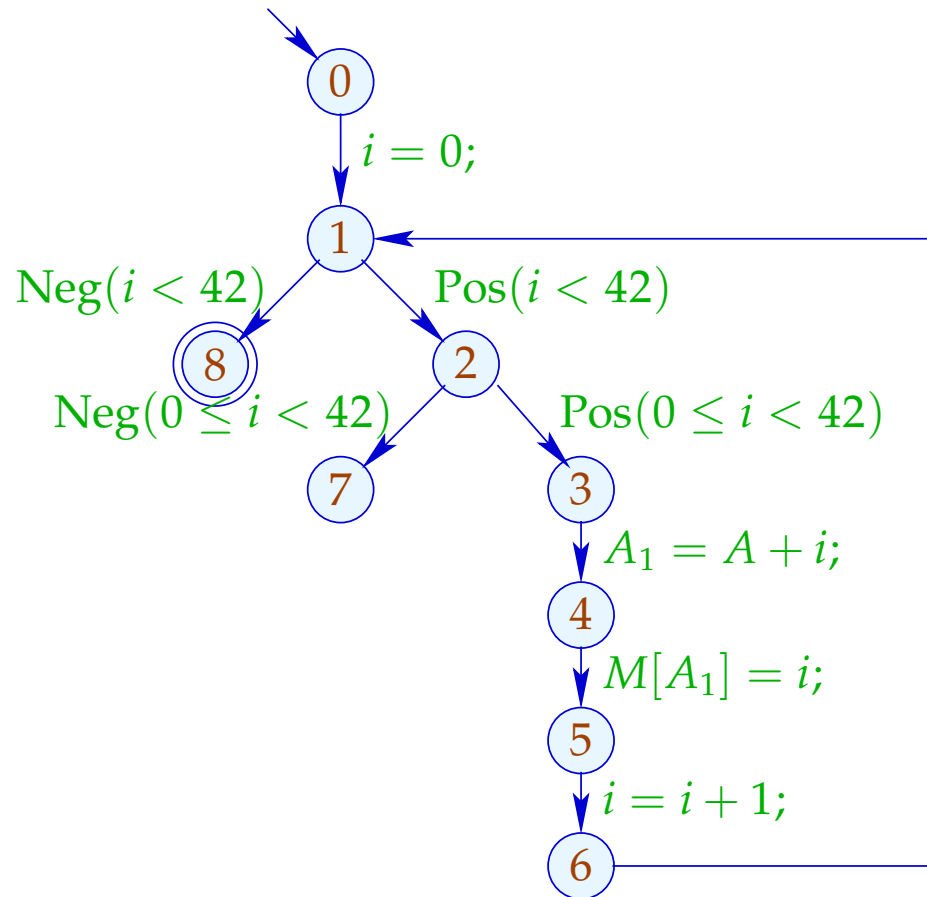 0
i = 0;
1
Neg(i < 42) Pos(i < 42)
8 2
Neg(0 ≤ i < 42) Pos(0 ≤ i < 42)
7 3
A₁ = A + i;
4
M[A₁] = i;
5
i = i + 1;
6